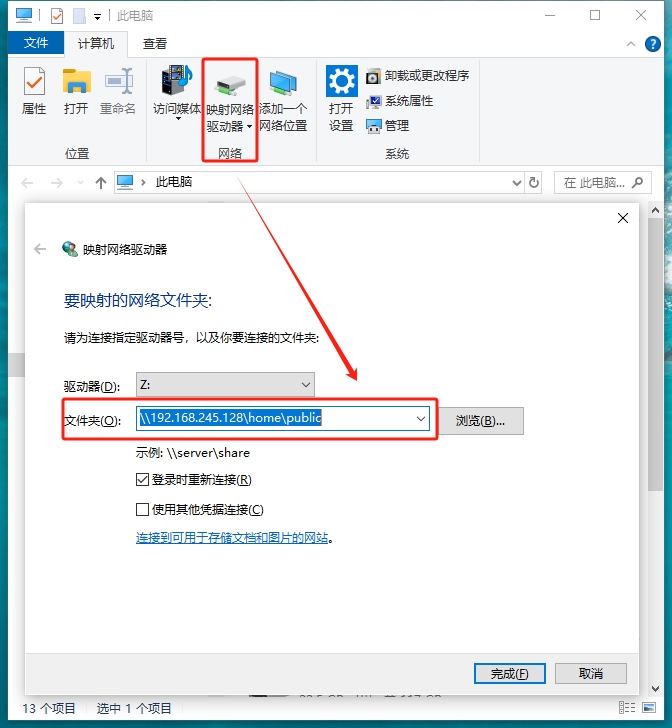 此电脑
文件 计算机 查看
属性 打开 重命名 访问媒体 映射网络驱动器 添加一个网络位置 打开设置 卸载或更改程序
系统属性
管理
位置 网络 系统
此电脑 在 此电脑...
映射网络驱动器
要映射的网络文件夹:
请为连接指定驱动器号，以及你要连接的文件夹:
驱动器(D): Z:
文件夹(O): \\192.168.245.128\home\public 浏览(B)...
示例: \\server\share
登录时重新连接(R)
使用其他凭据连接(C)
连接到可用于存储文档和图片的网站。
完成(F) 取消
13 个项目 选中 1 个项目